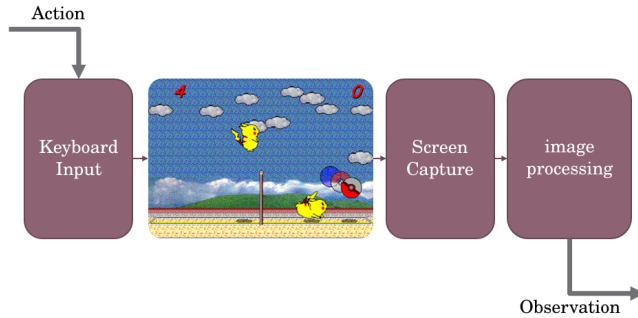 Action
Keyboard
Input
4
0
Screen
Capture
image
processing
Observation